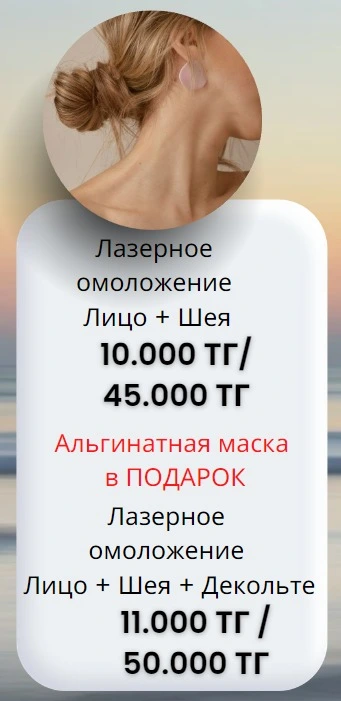 Лазерное
омоложение
Лицо + Шея
10.000 ТГ/
45.000 ТГ
Альгинатная маска
в ПОДАРОК
Лазерное
омоложение
Лицо + Шея + Декольте
11.000 ТГ /
50.000 ТГ